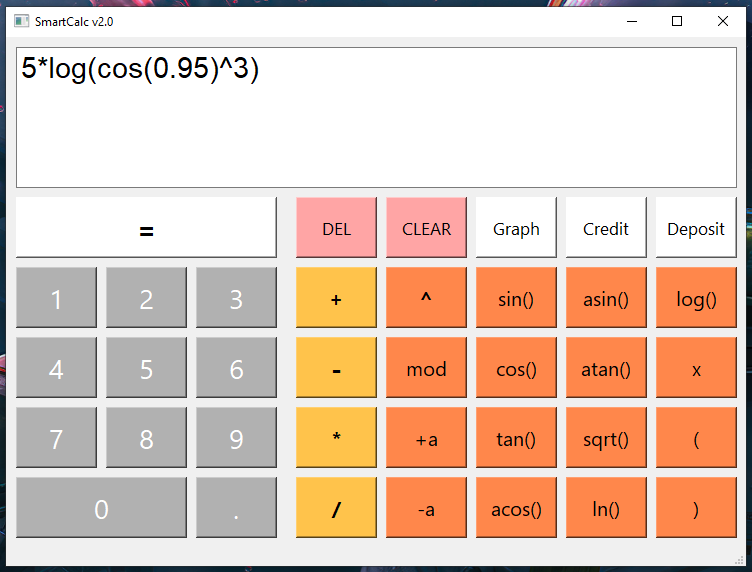 SmartCalc v2.0
5*log(cos(0.95)^3)
= DEL CLEAR Graph Credit Deposit
1 2 3 + ^ sin() asin() log()
4 5 6 - mod cos() atan() x
7 8 9 * +a tan() sqrt() (
0 . / -a acos() ln() )